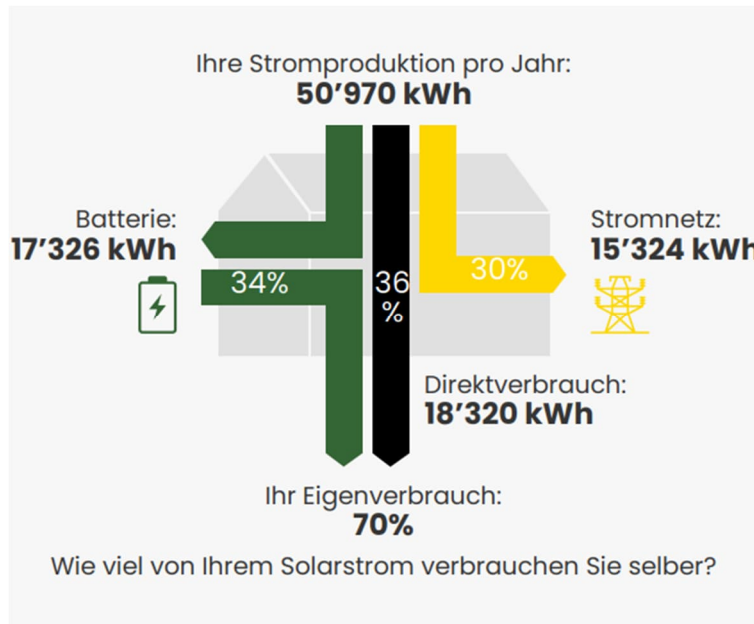 Ihre Stromproduktion pro Jahr:
50’970 kWh
Batterie:
17’326 kWh
Stromnetz:
15’324 kWh
34%
36
%
30%
Direktverbrauch:
18’320 kWh
Ihr Eigenverbrauch:
70%
Wie viel von Ihrem Solarstrom verbrauchen Sie selber?